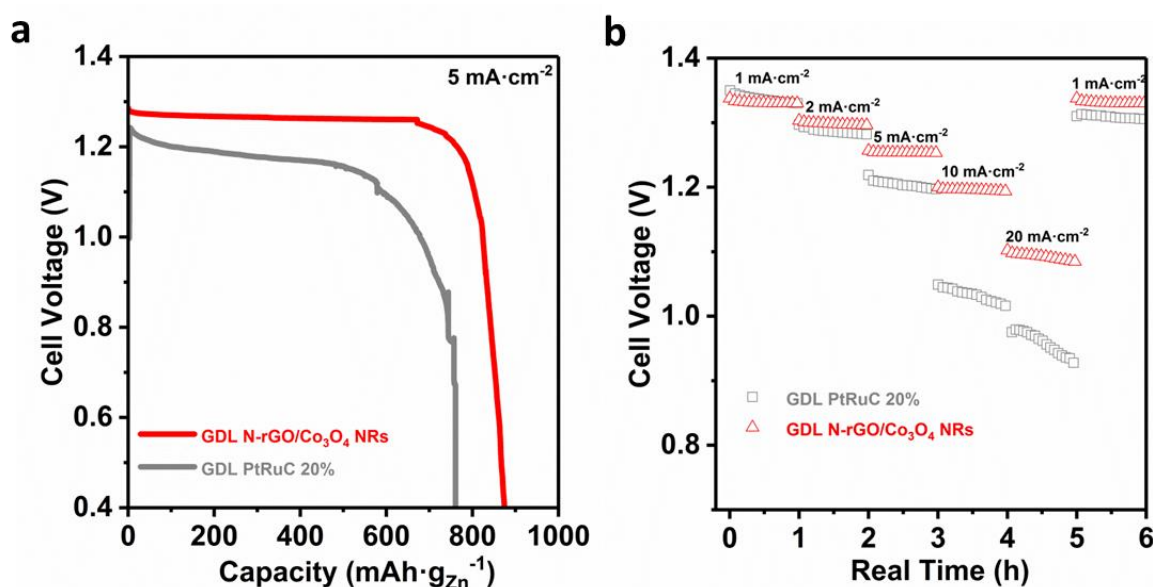 a
5 mA·cm-2
1.4
1.2
1.0
0.8
0.6
0.4
Cell Voltage (V)
GDL N-rGO/Co3O4 NRs
GDL PtRuC 20%
0 200 400 600 800 1000
Capacity (mAh·gZn-1)
b
1.4
1.2
1.0
0.8
Cell Voltage (V)
1 mA·cm-2
2 mA·cm-2
5 mA·cm-2
10 mA·cm-2
20 mA·cm-2
1 mA·cm-2
GDL PtRuC 20%
GDL N-rGO/Co3O4 NRs
0 1 2 3 4 5 6
Real Time (h)